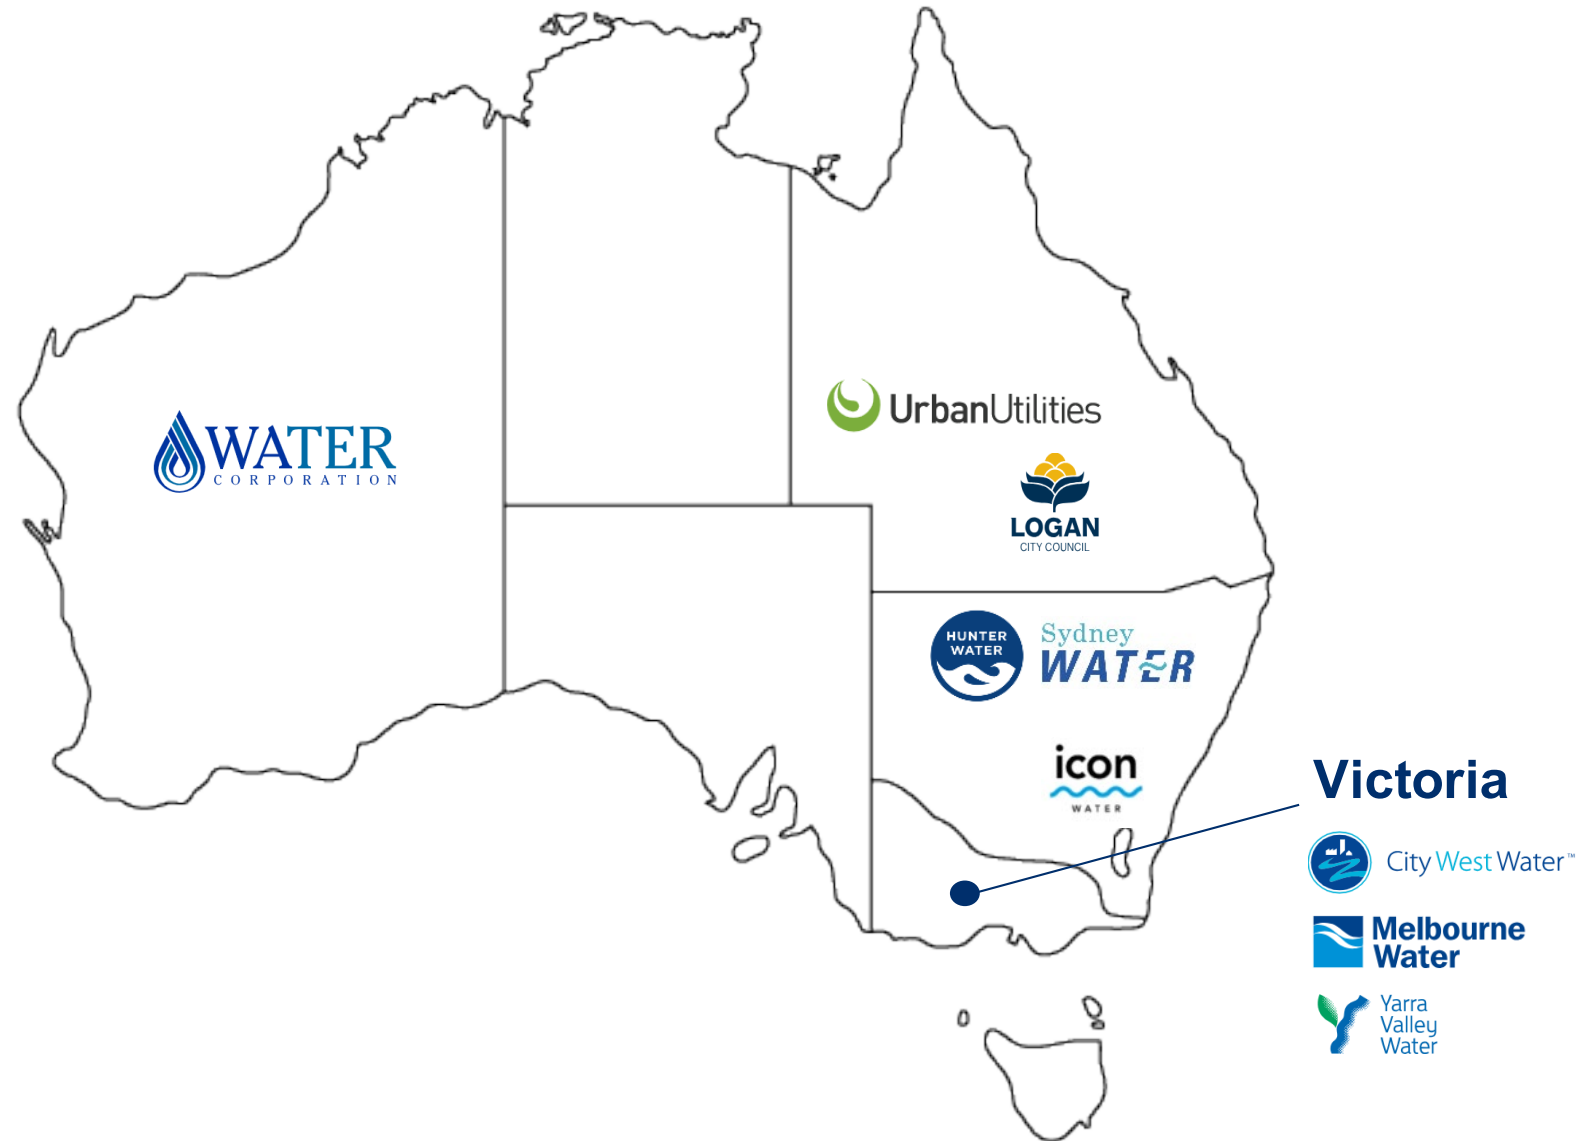 WATER
CORPORATION
UrbanUtilities
LOGAN
CITY COUNCIL
HUNTER
WATER
Sydney
WATER
icon
WATER
Victoria
City West Water™
Melbourne
Water
Yarra
Valley
Water